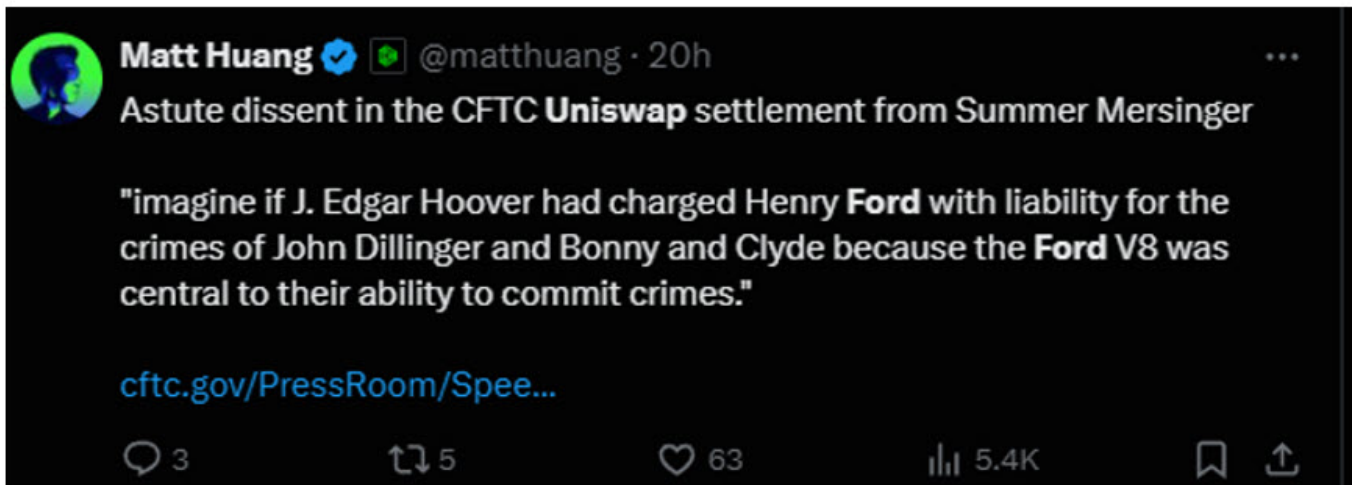 Matt Huang @matthuang · 20h
Astute dissent in the CFTC Uniswap settlement from Summer Mersinger
"imagine if J. Edgar Hoover had charged Henry Ford with liability for the
crimes of John Dillinger and Bonny and Clyde because the Ford V8 was
central to their ability to commit crimes."
cftc.gov/PressRoom/Spee...
3 5 63 5.4K